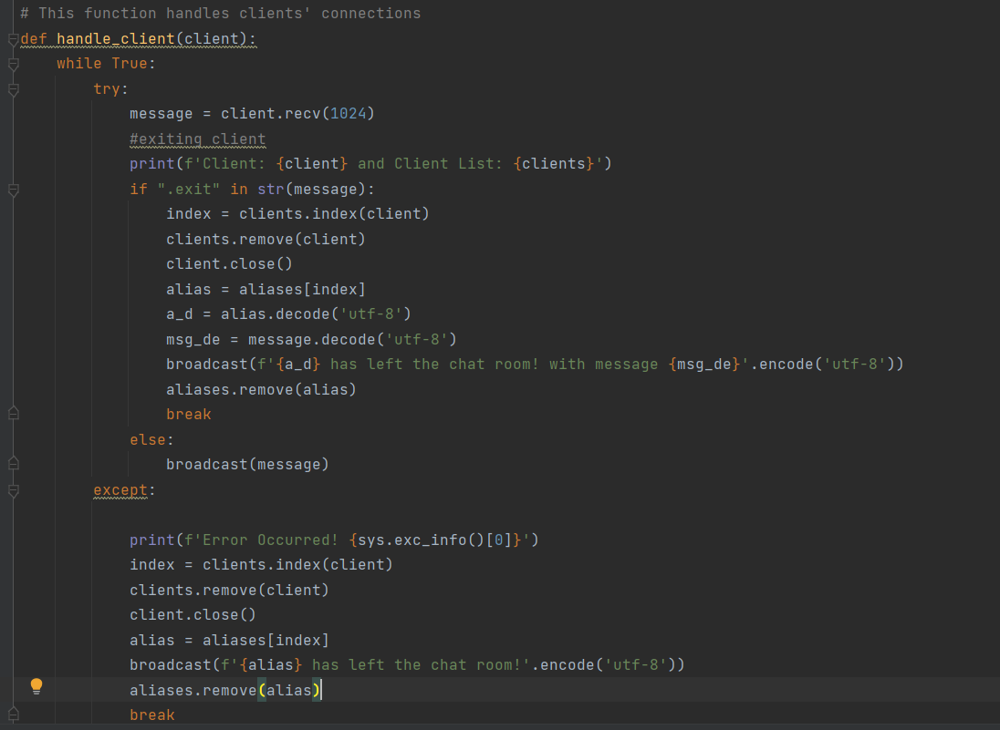 # This function handles clients' connections
def handle_client(client):
    while True:
        try:
            message = client.recv(1024)
            #exiting client
            print(f'Client: {client} and Client List: {clients}')
            if ".exit" in str(message):
                index = clients.index(client)
                clients.remove(client)
                client.close()
                alias = aliases[index]
                a_d = alias.decode('utf-8')
                msg_de = message.decode('utf-8')
                broadcast(f'{a_d} has left the chat room! with message {msg_de}'.encode('utf-8'))
                aliases.remove(alias)
                break
            else:
                broadcast(message)
        except:
            print(f'Error Occurred! {sys.exc_info()[0]}')
            index = clients.index(client)
            clients.remove(client)
            client.close()
            alias = aliases[index]
            broadcast(f'{alias} has left the chat room!'.encode('utf-8'))
            aliases.remove(alias)
            break